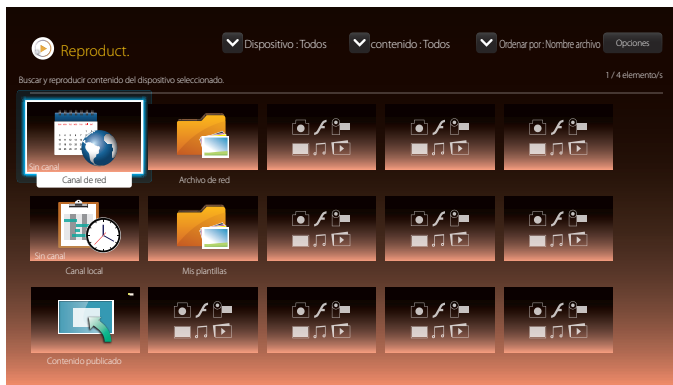 Reproduct.
Dispositivo : Todos
contenido : Todos
Ordenar por : Nombre archivo
Opciones
Buscar y reproducir contenido del dispositivo seleccionado.
1 / 4 elemento/s
Sin canal
Canal de red
Archivo de red
Sin canal
Canal local
Mis plantillas
Contenido publicado